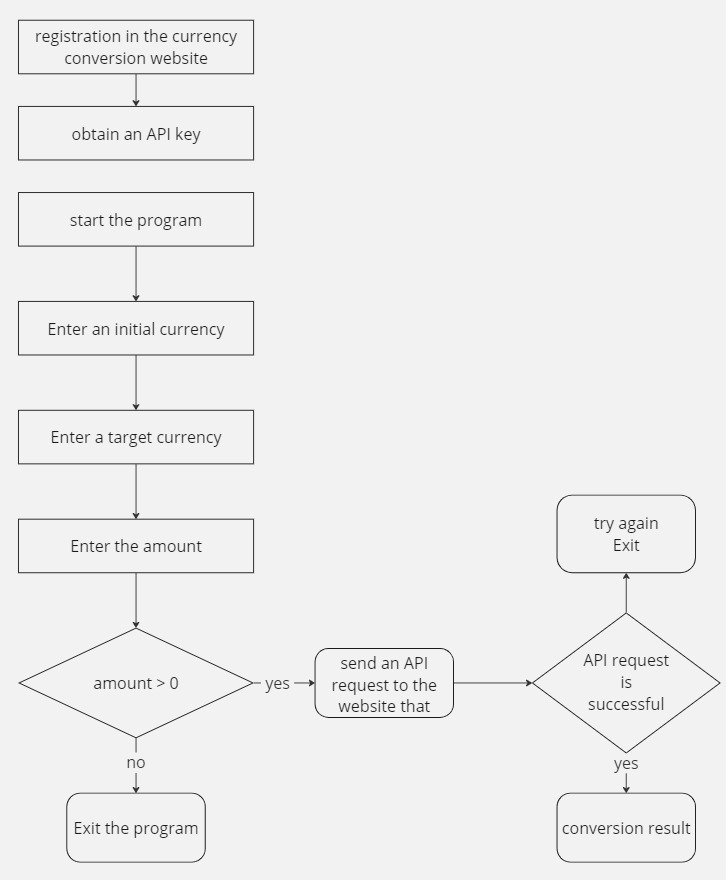 registration in the currency
conversion website
obtain an API key
start the program
Enter an initial currency
Enter a target currency
Enter the amount
amount > 0
yes
send an API
request to the
website that
API request
is
successful
try again
Exit
no
Exit the program
yes
conversion result